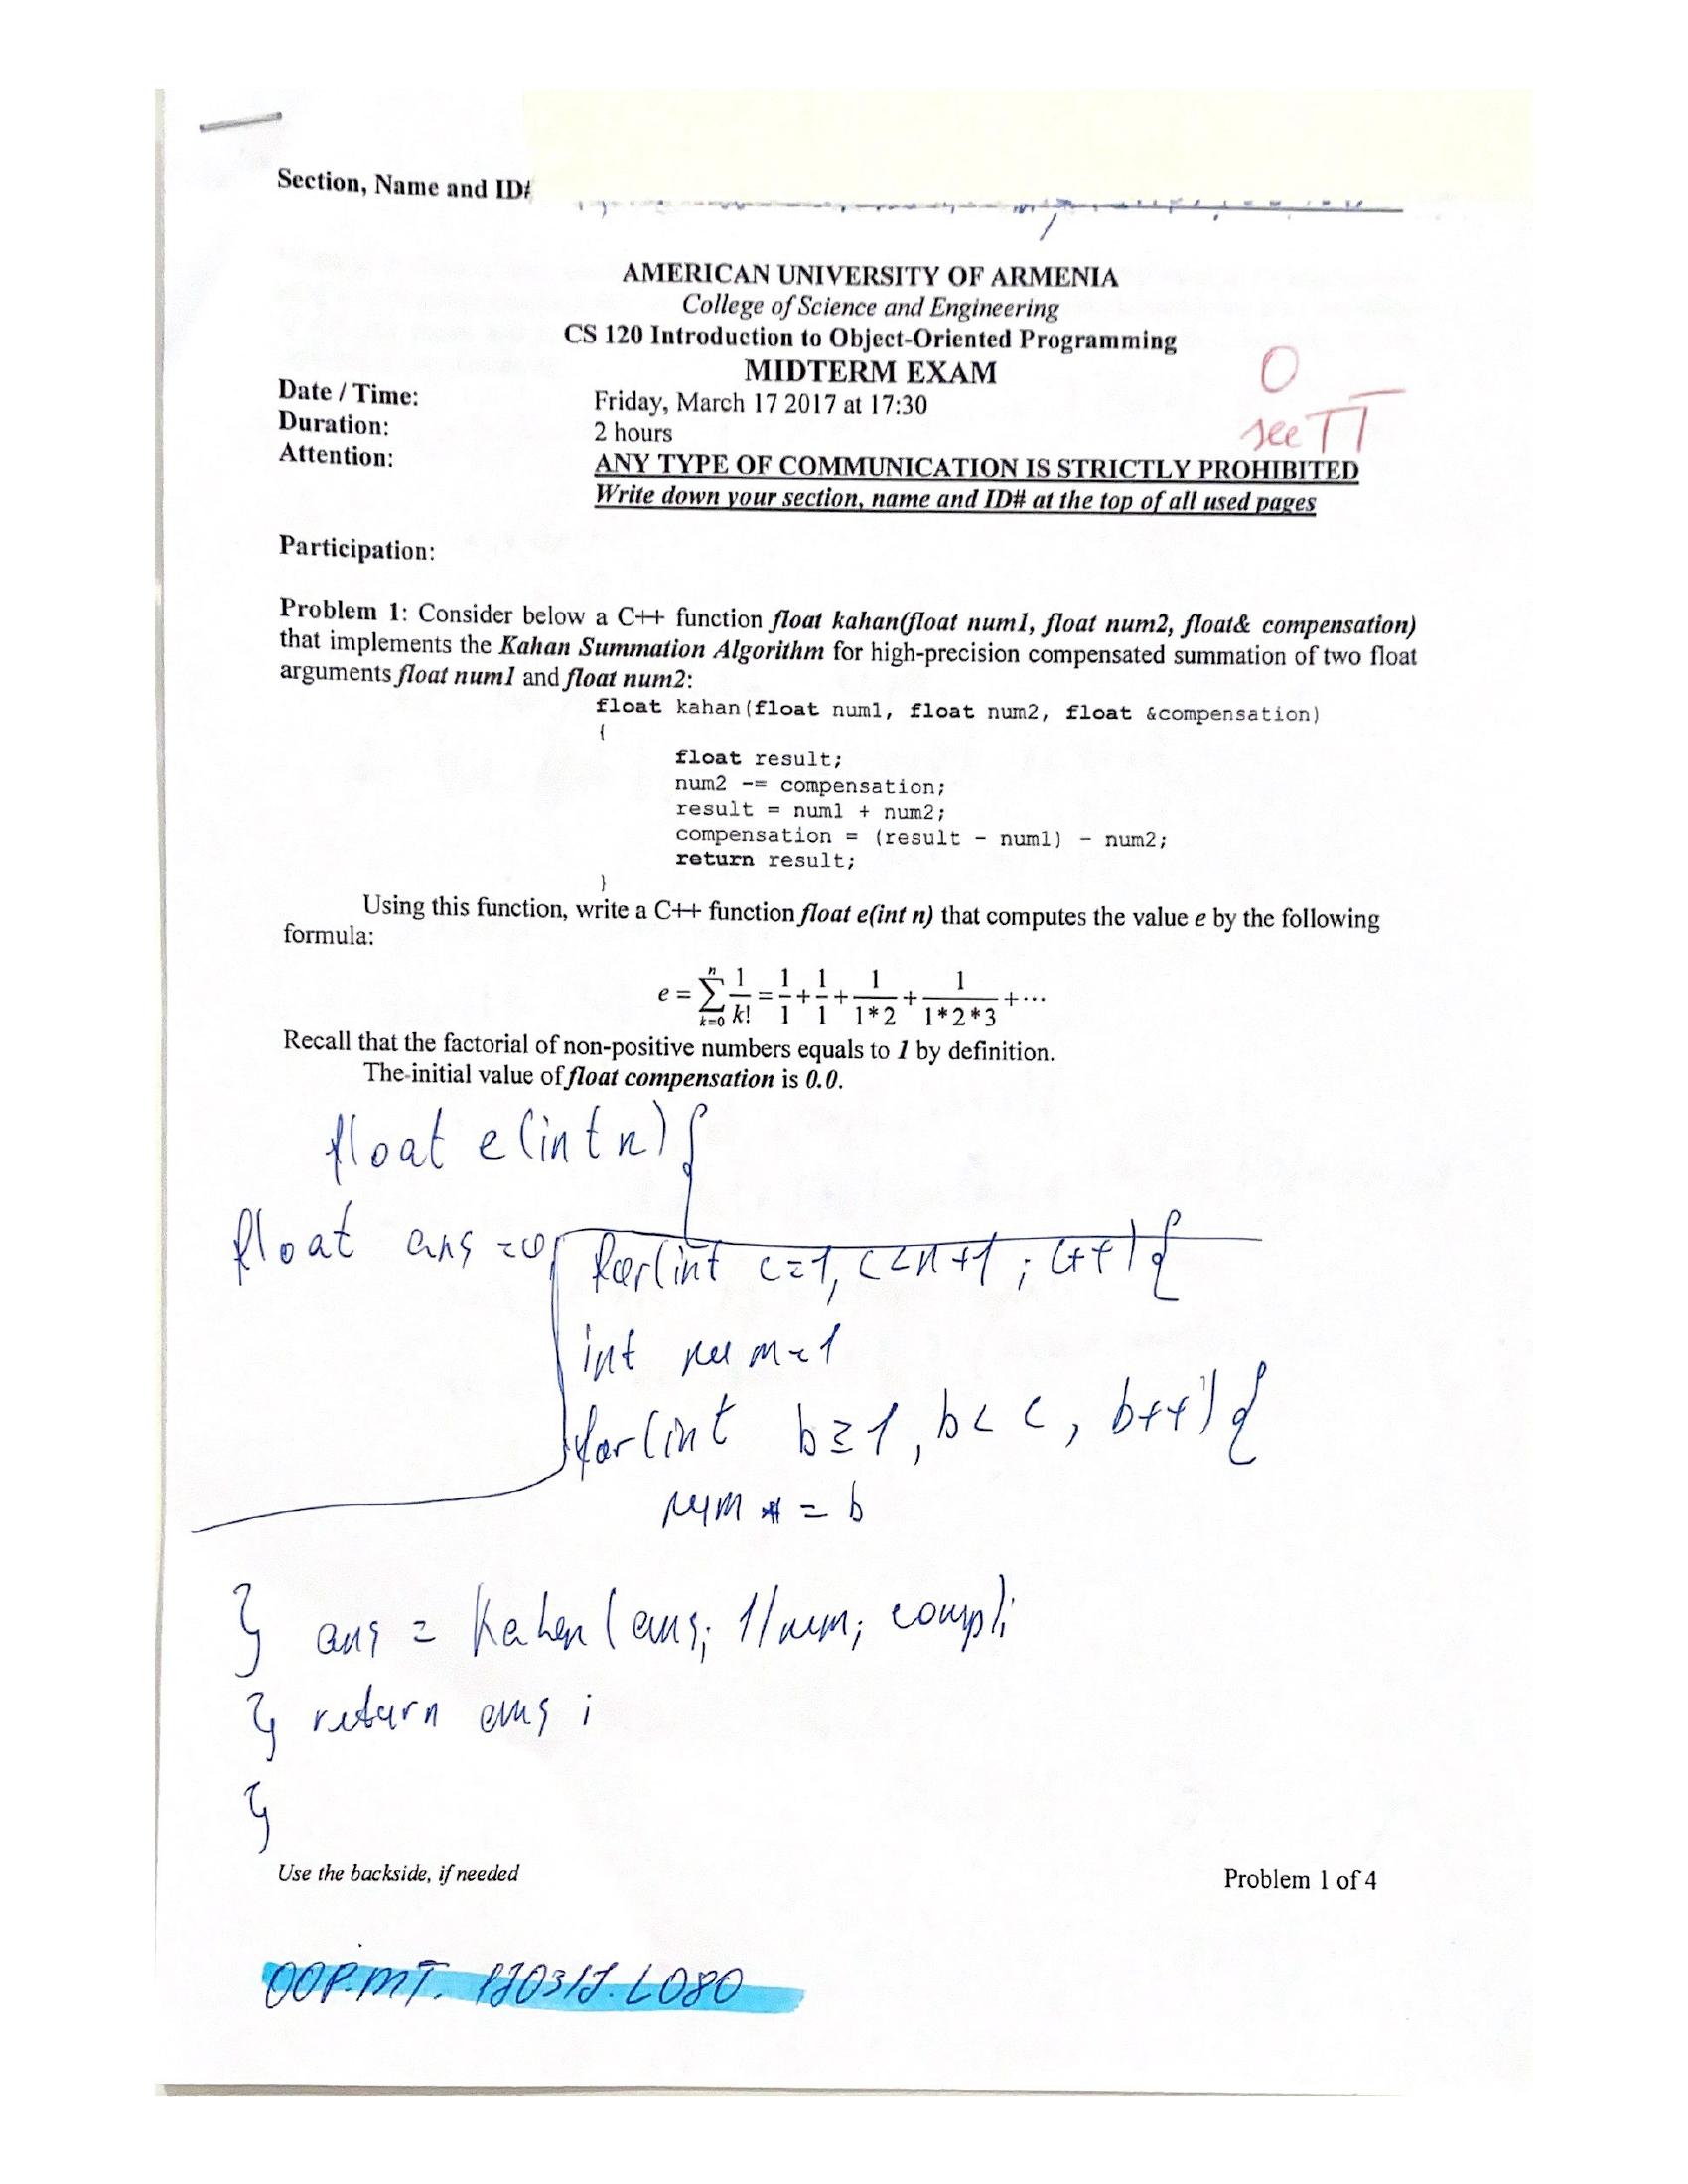 Section, Name and ID#
AMERICAN UNIVERSITY OF ARMENIA
College of Science and Engineering
CS 120 Introduction to Object-Oriented Programming
MIDTERM EXAM
0
see TT
Date / Time: Friday, March 17 2017 at 17:30
Duration: 2 hours
Attention: ANY TYPE OF COMMUNICATION IS STRICTLY PROHIBITED
Write down your section, name and ID# at the top of all used pages
Participation:
Problem 1: Consider below a C++ function float kahan(float num1, float num2, float& compensation)
that implements the Kahan Summation Algorithm for high-precision compensated summation of two float
arguments float num1 and float num2:
float kahan(float num1, float num2, float &compensation)
{
float result;
num2 -= compensation;
result = num1 + num2;
compensation = (result - num1) - num2;
return result;
}
Using this function, write a C++ function float e(int n) that computes the value e by the following
formula:
e = \sum_{k=0}^{n} \frac{1}{k!} = \frac{1}{1} + \frac{1}{1} + \frac{1}{1*2} + \frac{1}{1*2*3} + ⋯
Recall that the factorial of non-positive numbers equals to 1 by definition.
The initial value of float compensation is 0.0.
float e(int n) {
float ans = 0;
for(int c=1, c<n+1; c++) {
int num=1
for(int b=1, b<c, b++) {
num *= b
} ans = Kahen(ans; 1/num; comp);
} return ans;
}
Use the backside, if needed
Problem 1 of 4
OOP.MT. 170317.L080